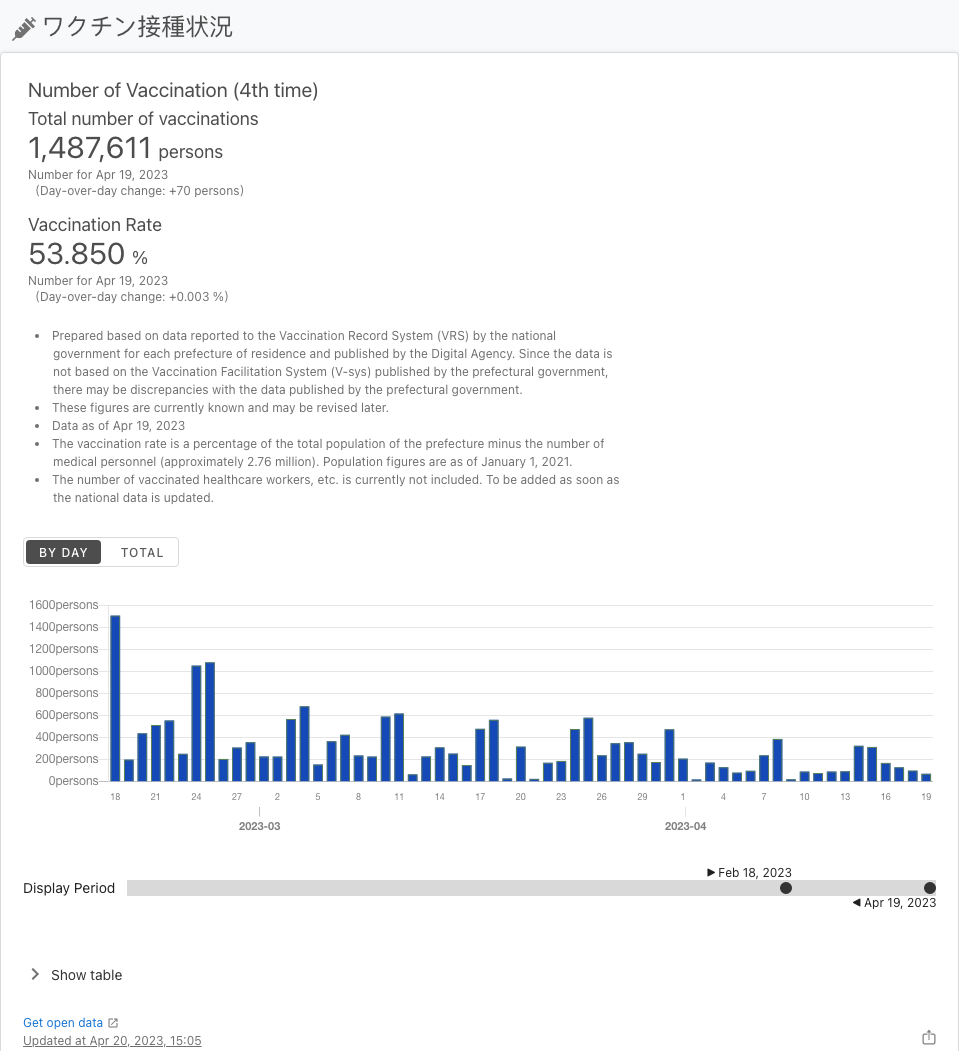 ワクチン接種状況
Number of Vaccination (4th time)
Total number of vaccinations
1,487,611 persons
Number for Apr 19, 2023
(Day-over-day change: +70 persons)
Vaccination Rate
53.850 %
Number for Apr 19, 2023
(Day-over-day change: +0.003 %)
• Prepared based on data reported to the Vaccination Record System (VRS) by the national
government for each prefecture of residence and published by the Digital Agency. Since the data is
not based on the Vaccination Facilitation System (V-sys) published by the prefectural government,
there may be discrepancies with the data published by the prefectural government.
• These figures are currently known and may be revised later.
• Data as of Apr 19, 2023
• The vaccination rate is a percentage of the total population of the prefecture minus the number of
medical personnel (approximately 2.76 million). Population figures are as of January 1, 2021.
• The number of vaccinated healthcare workers, etc. is currently not included. To be added as soon as
the national data is updated.
BY DAY TOTAL
1600persons
1400persons
1200persons
1000persons
800persons
600persons
400persons
200persons
0persons
18 21 24 27 2 5 8 11 14 17 20 23 26 29 1 4 7 10 13 16 19
2023-03 2023-04
Feb 18, 2023
Display Period
Apr 19, 2023
Show table
Get open data
Updated at Apr 20, 2023, 15:05